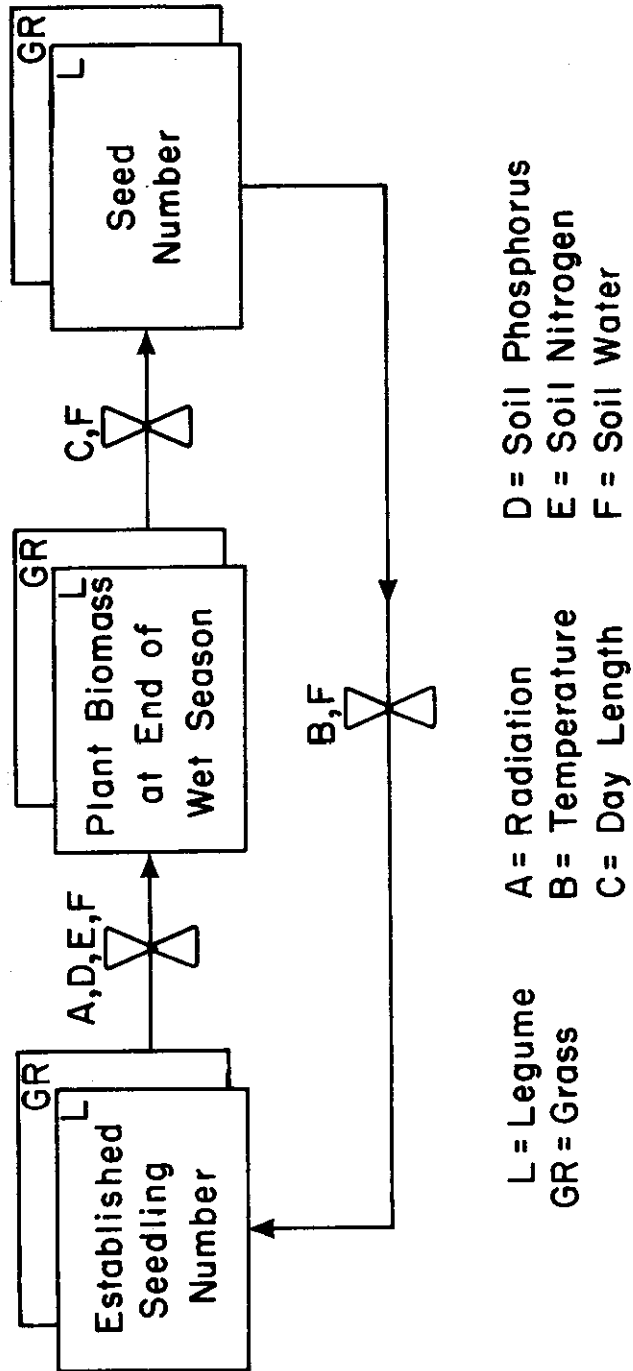 GR
L
Established
Seedling
Number
A,D,E,F
GR
L
Plant Biomass
at End of
Wet Season
C,F
GR
L
Seed
Number
B,F
L = Legume
GR = Grass
A = Radiation
B = Temperature
C = Day Length
D = Soil Phosphorus
E = Soil Nitrogen
F = Soil Water